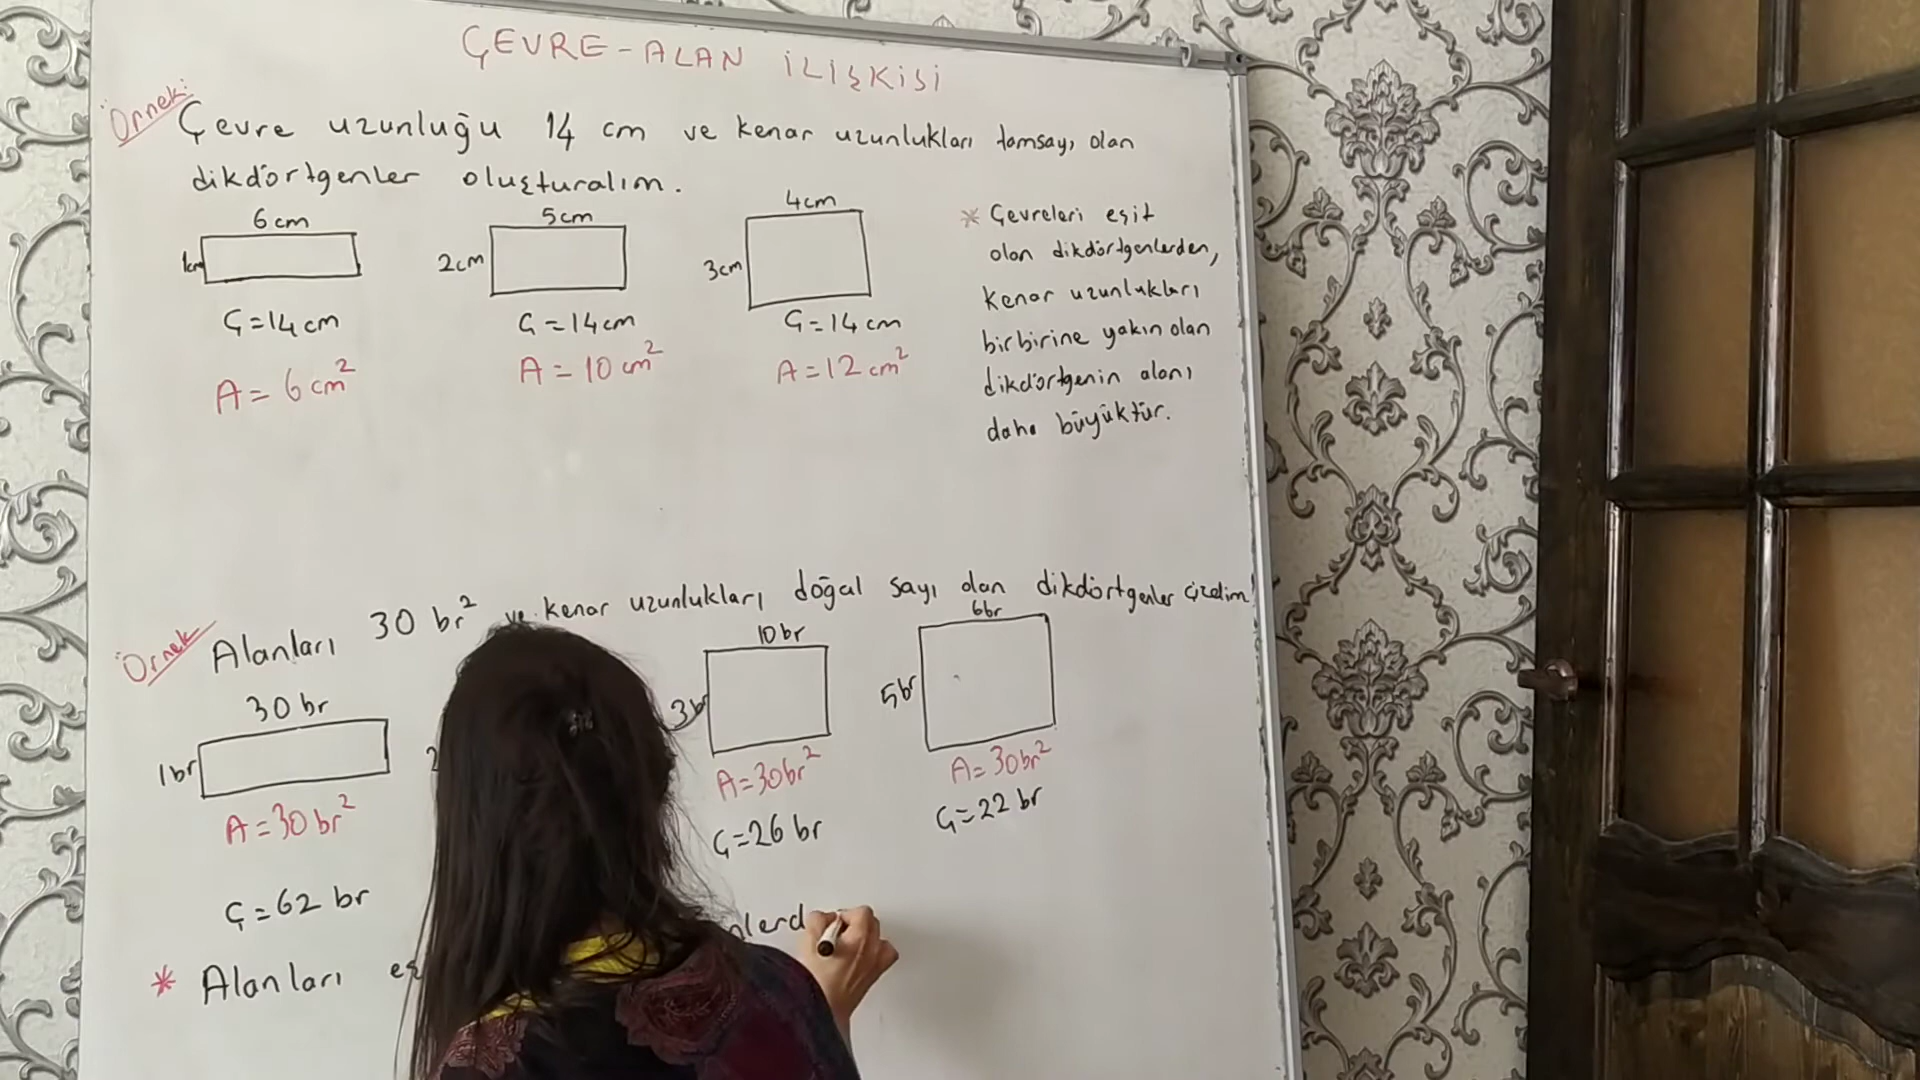 ÇEVRE-ALAN İLİŞKİSİ
Örnek: Çevre uzunluğu 14 cm ve kenar uzunlukları tamsayı olan
dikdörtgenler oluşturalım.
6cm
1cm
Ç=14cm
A=6cm²
5cm
2cm
Ç=14cm
A=10cm²
4cm
3cm
Ç=14cm
A=12cm²
* Çevreleri eşit
olan dikdörtgenlerden,
kenar uzunlukları
birbirine yakın olan
dikdörtgenin alanı
daha büyüktür.
Örnek Alanları 30 br² ve kenar uzunlukları doğal sayı olan dikdörtgenler çizelim
30 br
1br
A=30br²
Ç=62 br
10br
3br
A=30br²
Ç=26 br
6br
5br
A=30br²
Ç=22 br
* Alanları